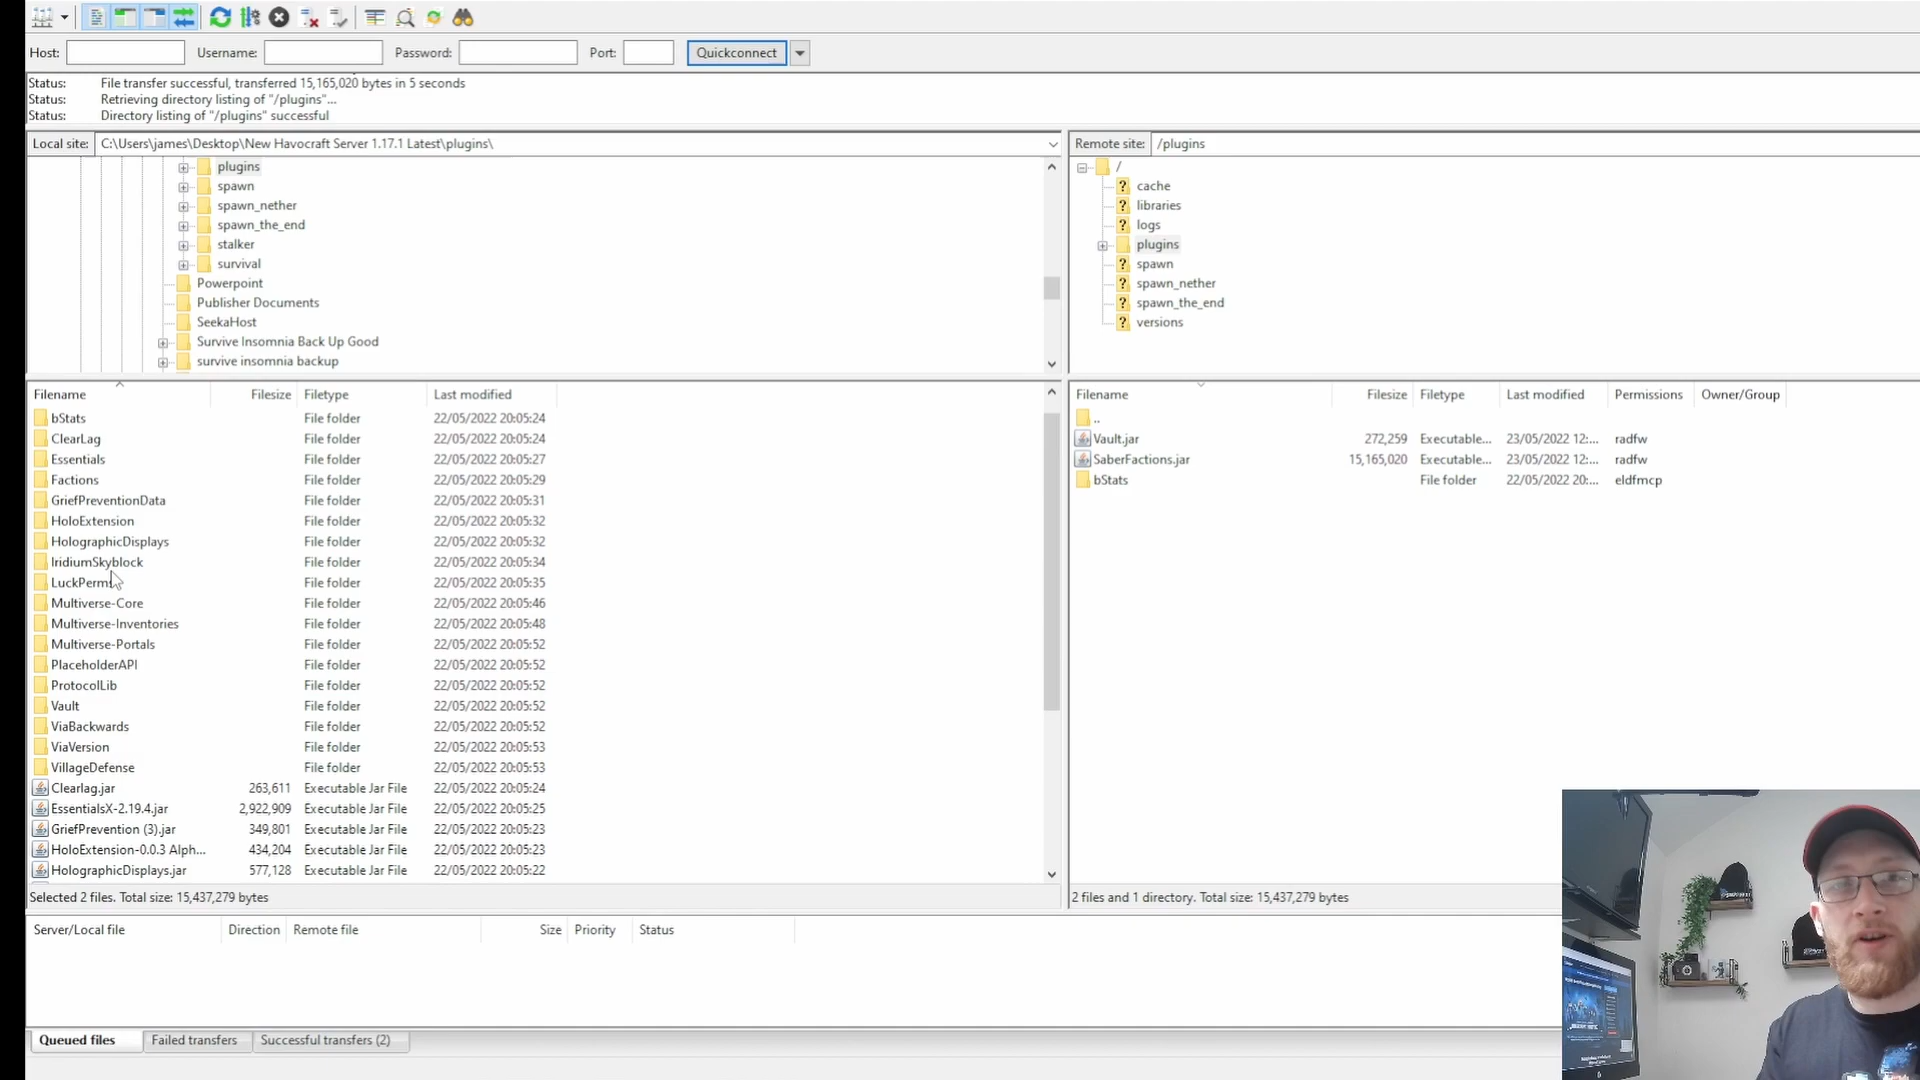 Host: Username: Password: Port: Quickconnect
Status: File transfer successful, transferred 15,165,020 bytes in 5 seconds
Status: Retrieving directory listing of "/plugins"...
Status: Directory listing of "/plugins" successful
Local site: C:\Users\james\Desktop\New Havocraft Server 1.17.1 Latest\plugins\
plugins
spawn
spawn_nether
spawn_the_end
stalker
survival
Powerpoint
Publisher Documents
SeekaHost
Survive Insomnia Back Up Good
survive insomnia backup
Remote site: /plugins
/
cache
libraries
logs
plugins
spawn
spawn_nether
spawn_the_end
versions
Filename Filesize Filetype Last modified
bStats File folder 22/05/2022 20:05:24
ClearLag File folder 22/05/2022 20:05:24
Essentials File folder 22/05/2022 20:05:27
Factions File folder 22/05/2022 20:05:29
GriefPreventionData File folder 22/05/2022 20:05:31
HoloExtension File folder 22/05/2022 20:05:32
HolographicDisplays File folder 22/05/2022 20:05:32
IridiumSkyblock File folder 22/05/2022 20:05:34
LuckPerms File folder 22/05/2022 20:05:35
Multiverse-Core File folder 22/05/2022 20:05:46
Multiverse-Inventories File folder 22/05/2022 20:05:48
Multiverse-Portals File folder 22/05/2022 20:05:52
PlaceholderAPI File folder 22/05/2022 20:05:52
ProtocolLib File folder 22/05/2022 20:05:52
Vault File folder 22/05/2022 20:05:52
ViaBackwards File folder 22/05/2022 20:05:52
ViaVersion File folder 22/05/2022 20:05:53
VillageDefense File folder 22/05/2022 20:05:53
Clearlag.jar 263,611 Executable Jar File 22/05/2022 20:05:24
EssentialsX-2.19.4.jar 2,922,909 Executable Jar File 22/05/2022 20:05:25
GriefPrevention (3).jar 349,801 Executable Jar File 22/05/2022 20:05:23
HoloExtension-0.0.3 Alph... 434,204 Executable Jar File 22/05/2022 20:05:23
HolographicDisplays.jar 577,128 Executable Jar File 22/05/2022 20:05:22
Selected 2 files. Total size: 15,437,279 bytes
Filename Filesize Filetype Last modified Permissions Owner/Group
..
Vault.jar 272,259 Executable... 23/05/2022 12:... radfw
SaberFactions.jar 15,165,020 Executable... 23/05/2022 12:... radfw
bStats File folder 22/05/2022 20:... eldfmcp
2 files and 1 directory. Total size: 15,437,279 bytes
Server/Local file Direction Remote file Size Priority Status
Queued files Failed transfers Successful transfers (2)